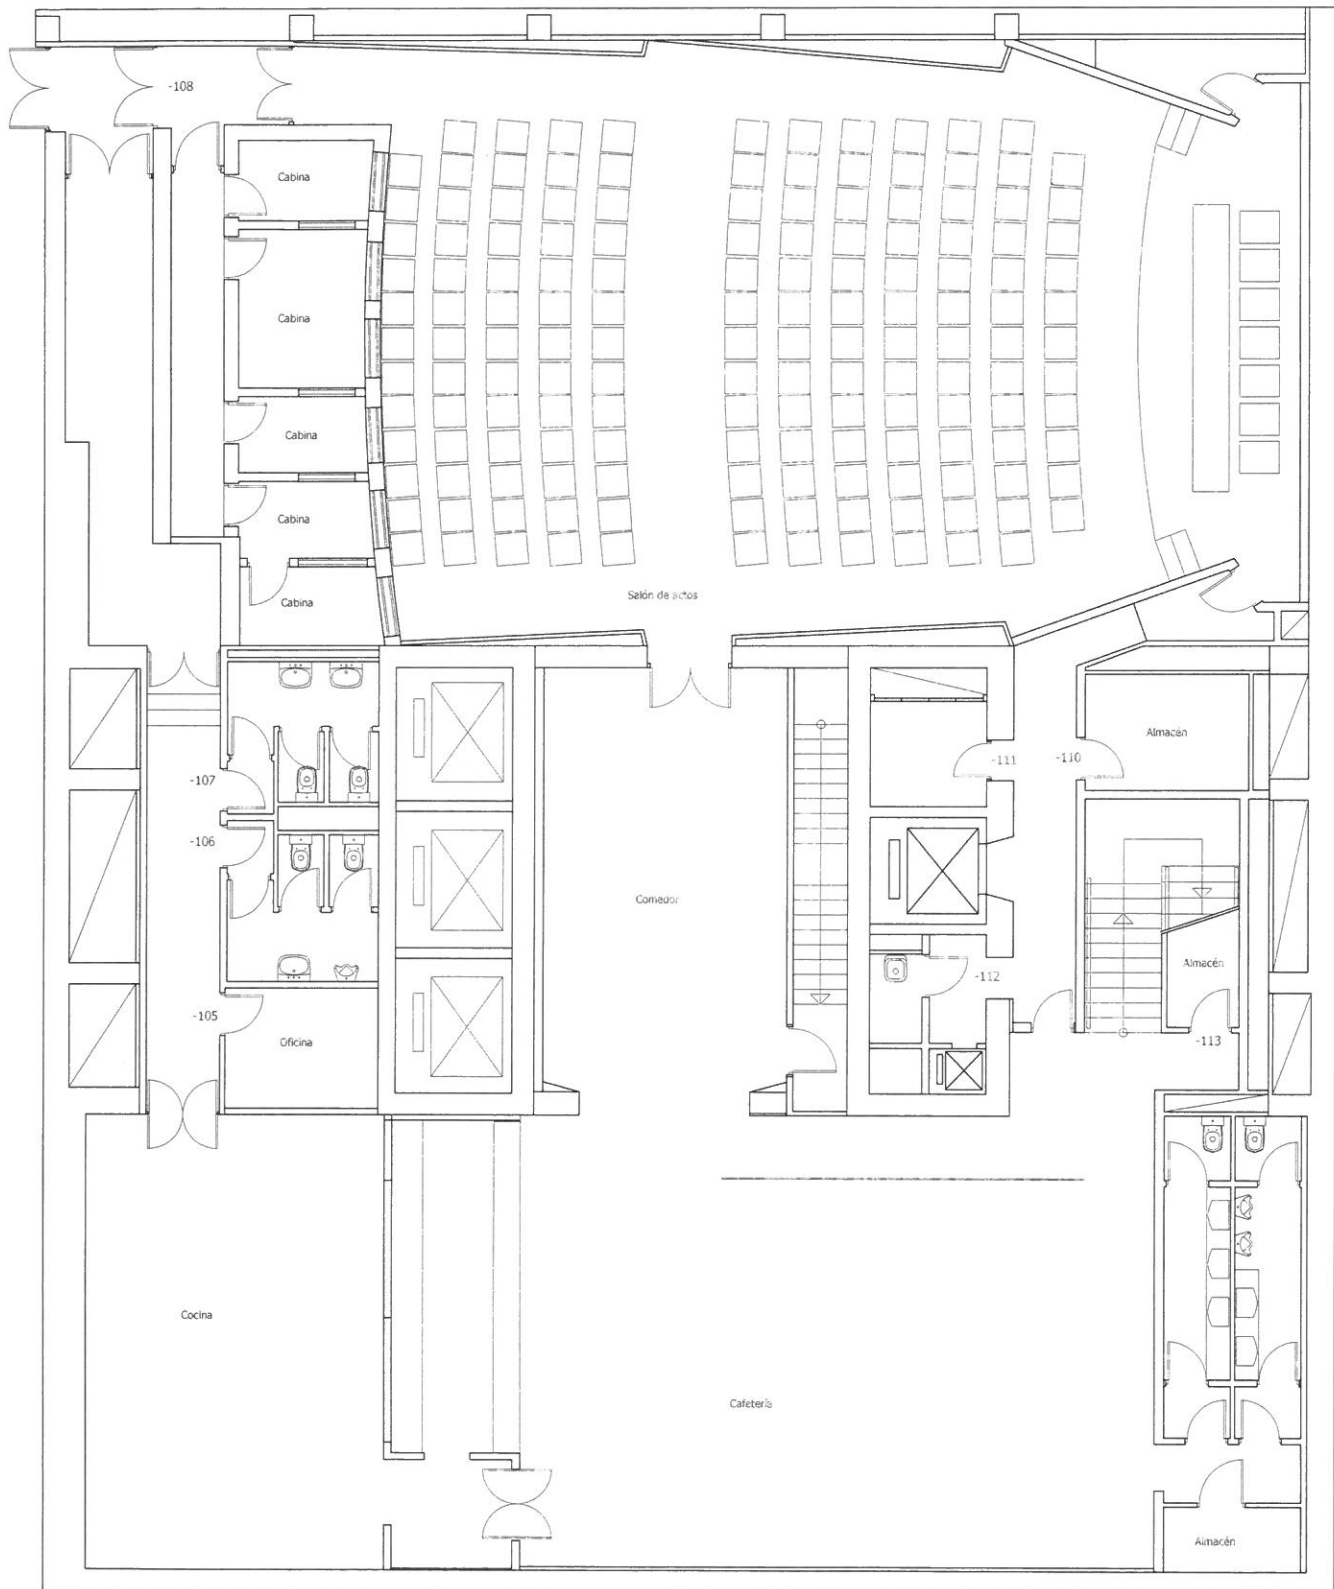 -108
Cabina
Cabina
Cabina
Cabina
Cabina
Salón de actos
Almacén
-111
-110
-107
-106
Comedor
Almacén
-112
-105
Oficina
-113
Cocina
Cafetería
Almacén